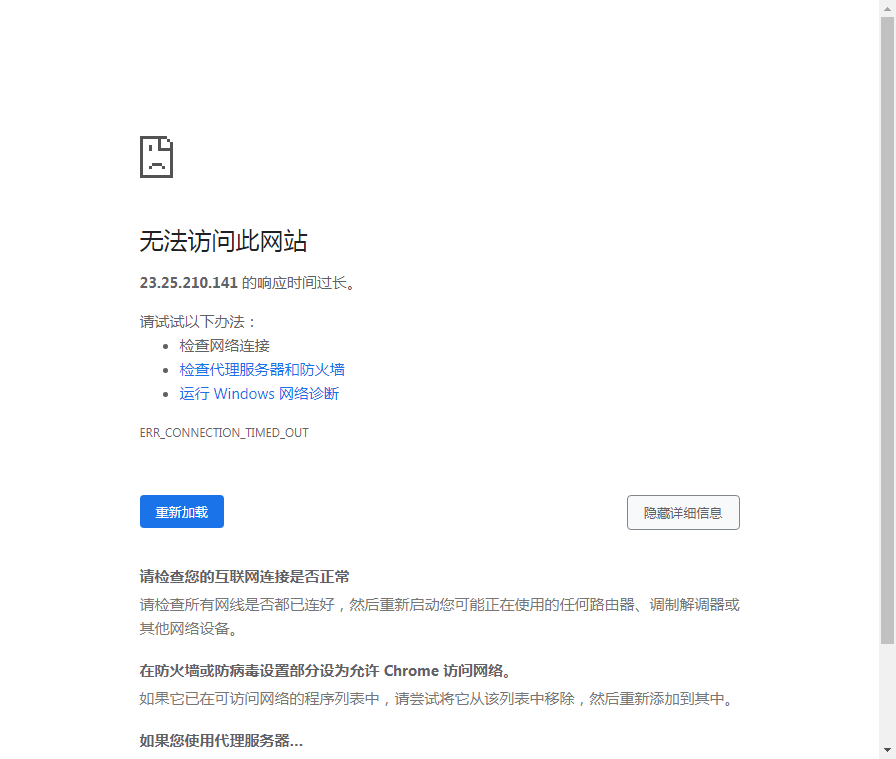 无法访问此网站
23.25.210.141 的响应时间过长。
请试试以下办法：
检查网络连接
检查代理服务器和防火墙
运行 Windows 网络诊断
ERR_CONNECTION_TIMED_OUT
重新加载
隐藏详细信息
请检查您的互联网连接是否正常
请检查所有网线是否都已连好，然后重新启动您可能正在使用的任何路由器、调制解调器或
其他网络设备。
在防火墙或防病毒设置部分设为允许 Chrome 访问网络。
如果它已在可访问网络的程序列表中，请尝试将它从该列表中移除，然后重新添加到其中。
如果您使用代理服务器…